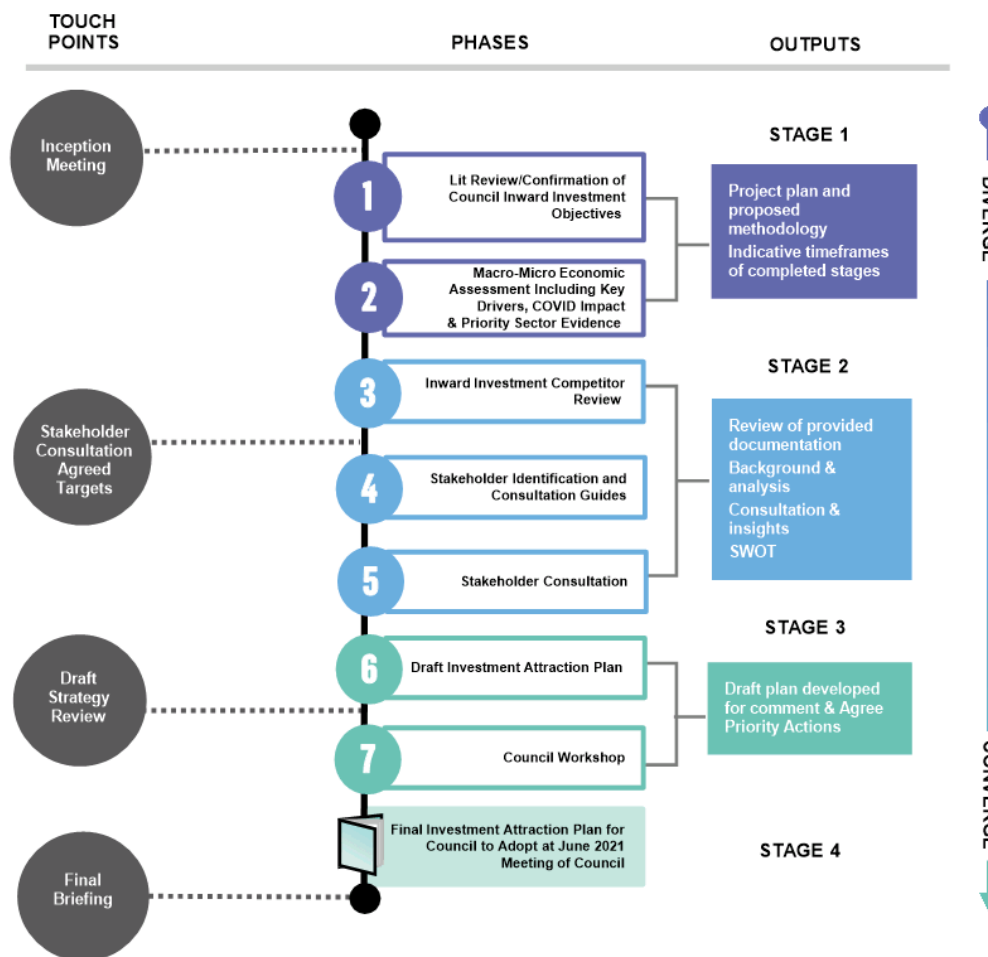 TOUCH
POINTS
PHASES
OUTPUTS
Inception
Meeting
STAGE 1
1
Lit Review/Confirmation of
Council Inward Investment
Objectives
Project plan and
proposed
methodology
Indicative timeframes
of completed stages
2
Macro-Micro Economic
Assessment Including Key
Drivers, COVID Impact
& Priority Sector Evidence
DIVERGE
STAGE 2
3
Inward Investment Competitor
Review
Stakeholder
Consultation
Agreed
Targets
Review of provided
documentation
Background &
analysis
Consultation &
insights
SWOT
4
Stakeholder Identification and
Consultation Guides
5
Stakeholder Consultation
STAGE 3
6
Draft Investment Attraction Plan
Draft
Strategy
Review
Draft plan developed
for comment & Agree
Priority Actions
7
Council Workshop
CONVERGE
Final Investment Attraction Plan for
Council to Adopt at June 2021
Meeting of Council
STAGE 4
Final
Briefing